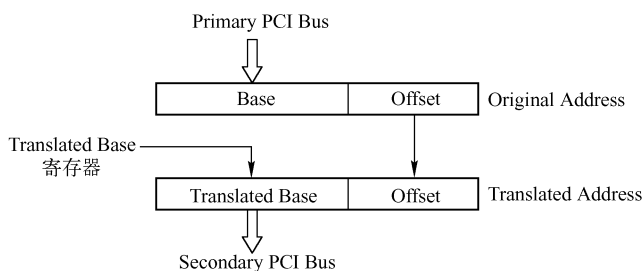 Primary PCI Bus
Base
Offset
Original Address
Translated Base
寄存器
Translated Base
Offset
Translated Address
Secondary PCI Bus